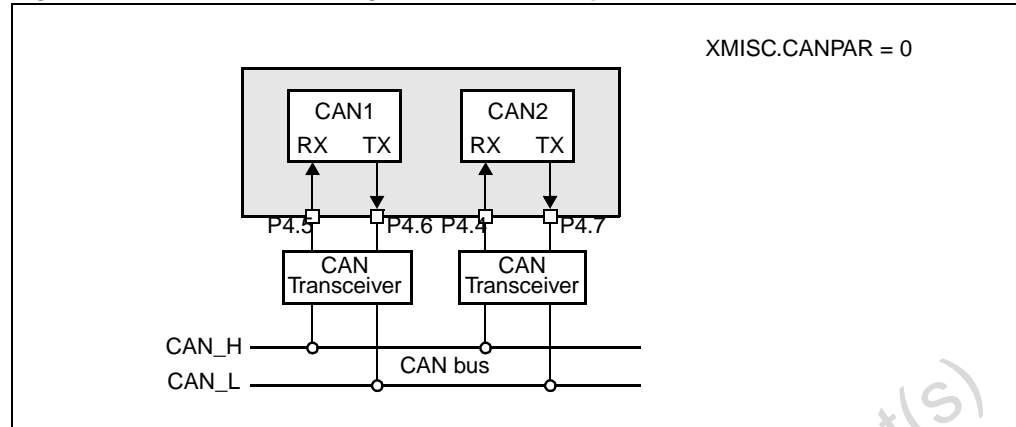 XMISC.CANPAR = 0
CAN1
CAN2
RX TX
RX TX
P4.5
P4.6
P4.4
P4.7
CAN
Transceiver
CAN
Transceiver
CAN_H
CAN bus
CAN_L
t(s)